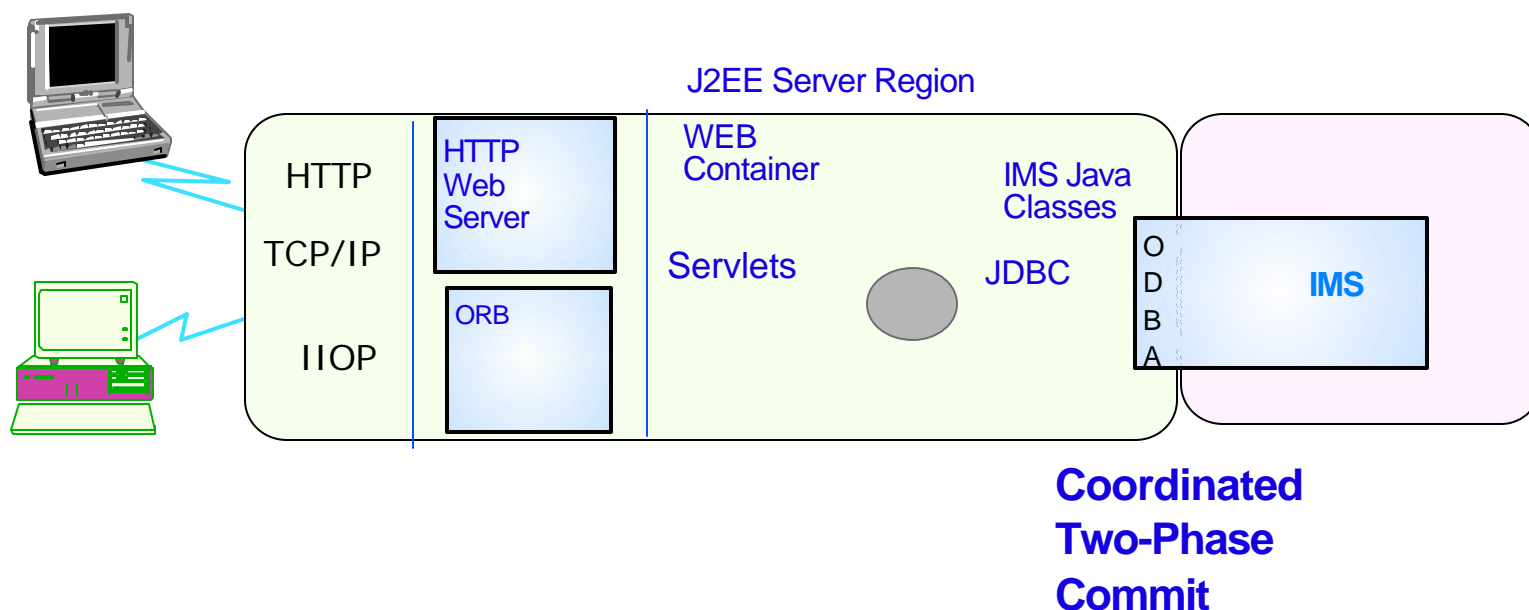 J2EE Server Region
HTTP
TCP/IP
IIOP
HTTP
Web
Server
ORB
WEB
Container
Servlets
IMS Java
Classes
JDBC
O
D
B
A
IMS
Coordinated
Two-Phase
Commit